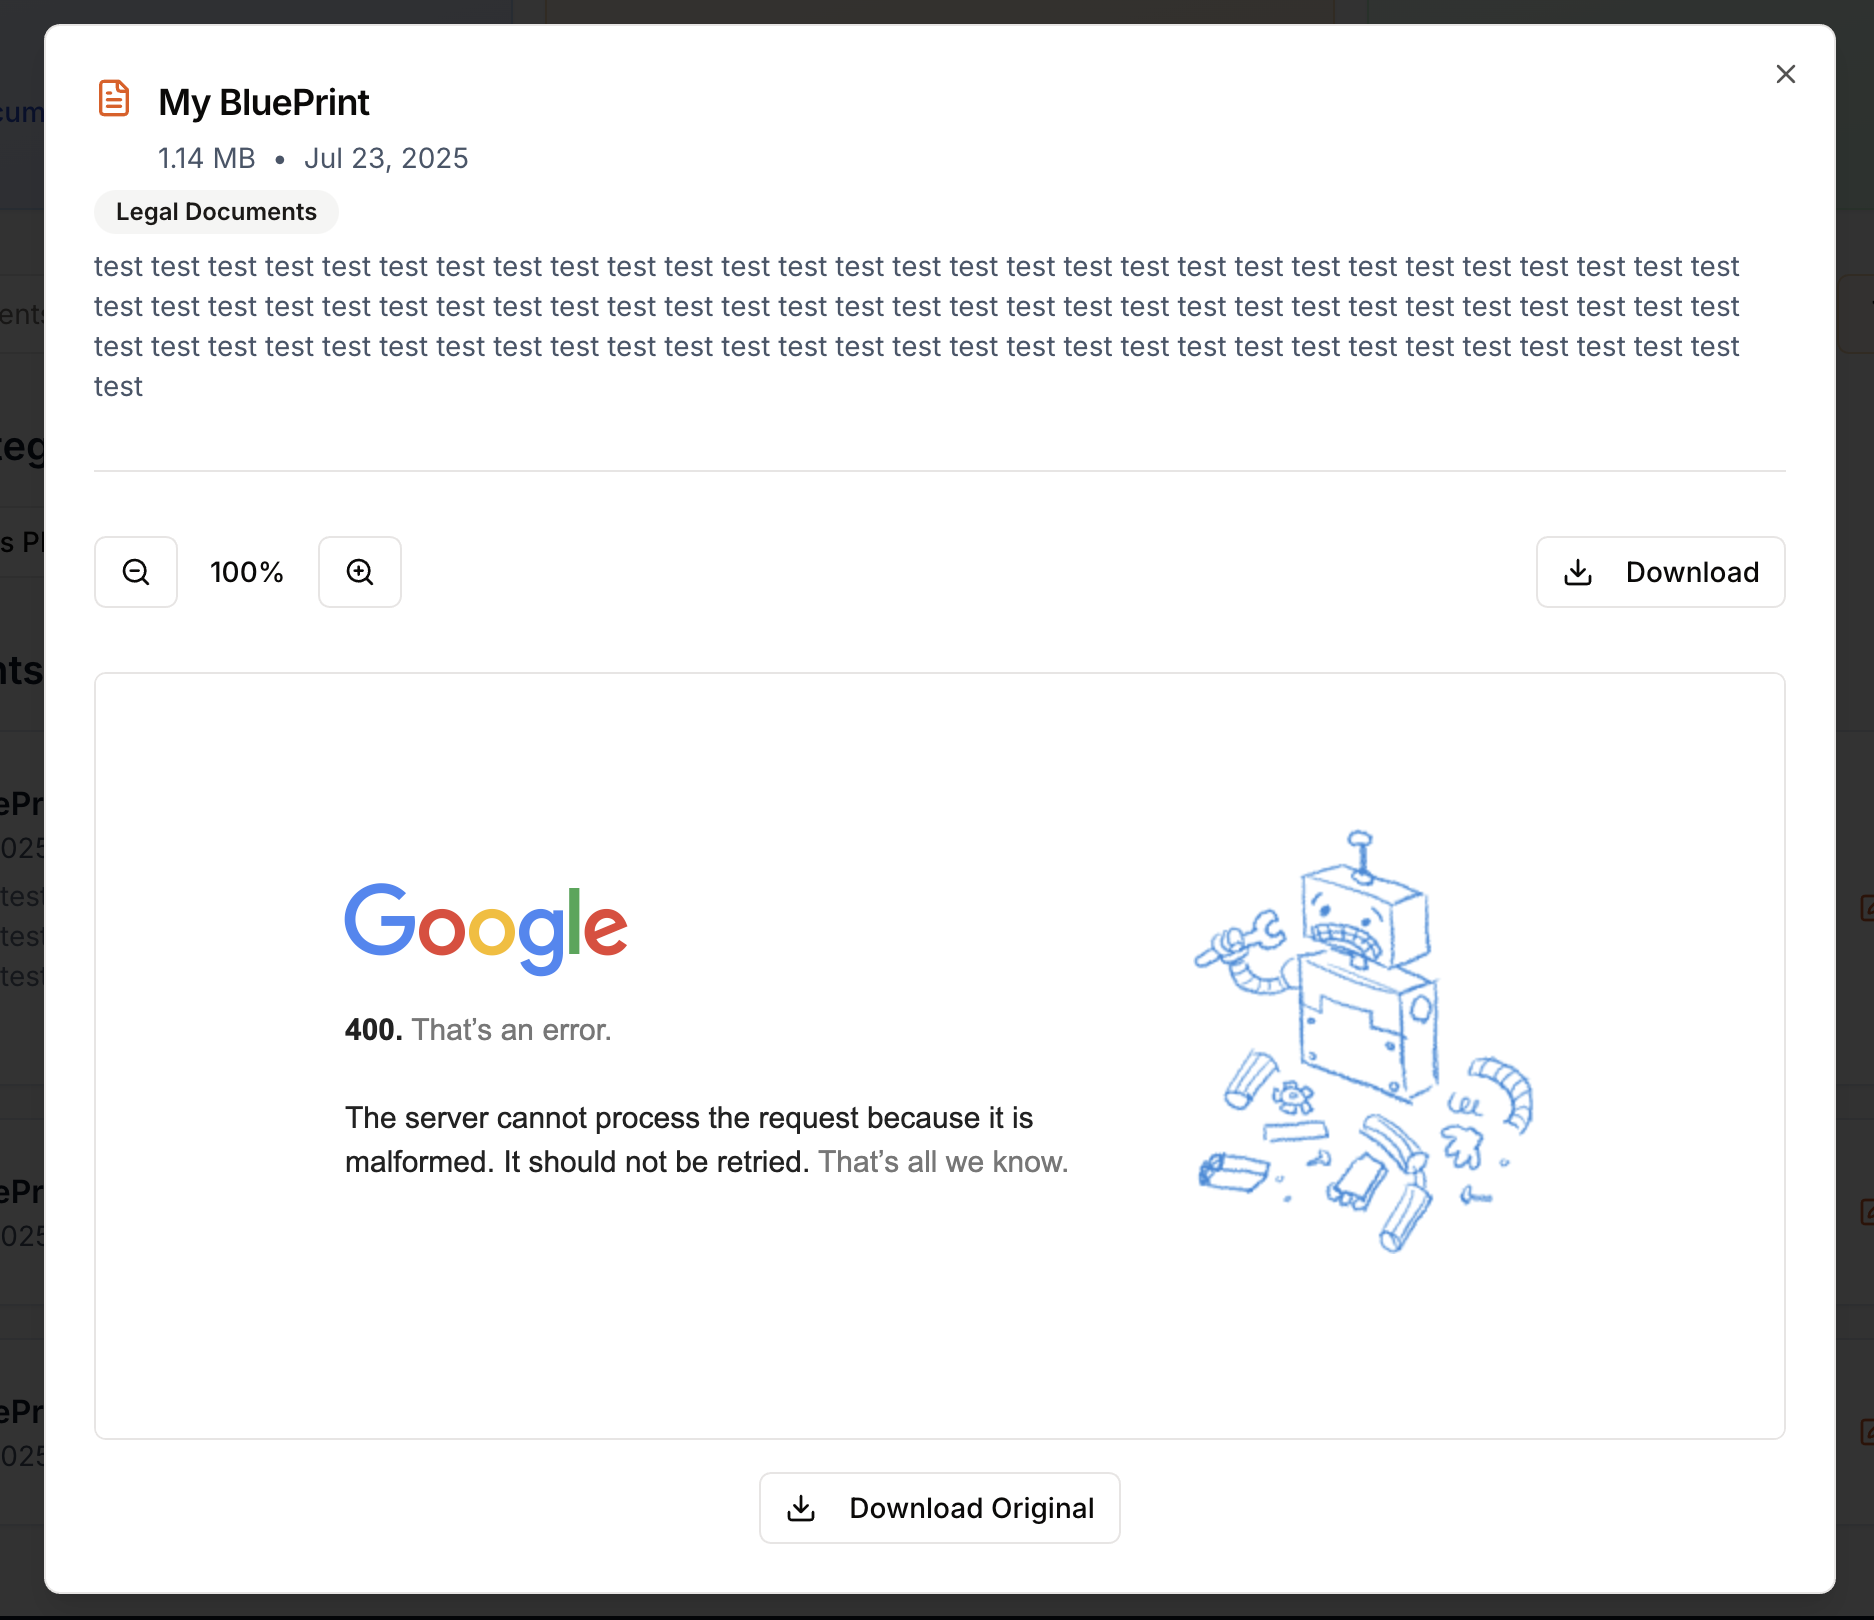 My BluePrint
1.14 MB • Jul 23, 2025
Legal Documents
test test test test test test test test test test test test test test test test test test test test test test test test test test test test test
test test test test test test test test test test test test test test test test test test test test test test test test test test test test test
test test test test test test test test test test test test test test test test test test test test test test test test test test test test test
test
100%
Download
Google
400. That’s an error.
The server cannot process the request because it is
malformed. It should not be retried. That’s all we know.
Download Original